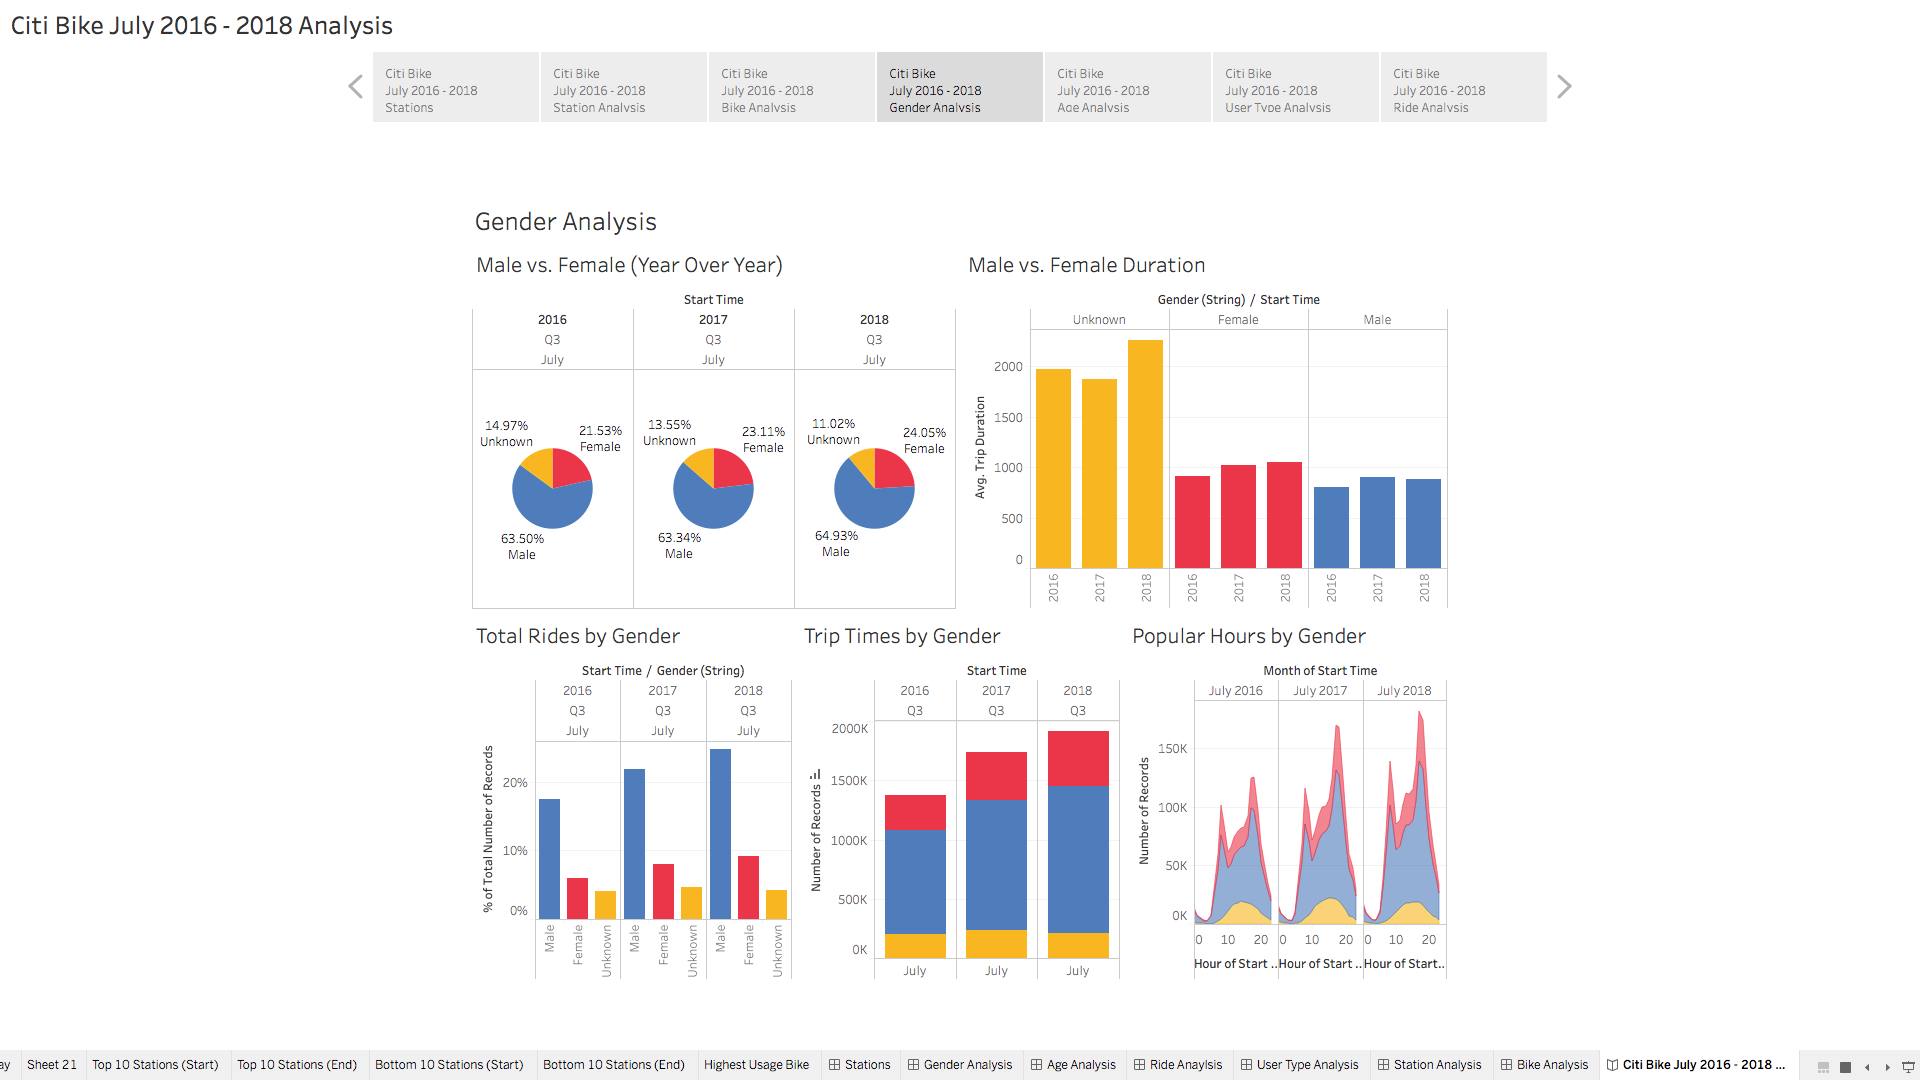 Citi Bike July 2016 - 2018 Analysis
Citi Bike
July 2016 - 2018
Stations
Citi Bike
July 2016 - 2018
Station Analysis
Citi Bike
July 2016 - 2018
Bike Analysis
Citi Bike
July 2016 - 2018
Gender Analysis
Citi Bike
July 2016 - 2018
Age Analysis
Citi Bike
July 2016 - 2018
User Type Analysis
Citi Bike
July 2016 - 2018
Ride Analysis
Gender Analysis
Male vs. Female (Year Over Year)
Start Time
2016 2017 2018
Q3 Q3 Q3
July July July
14.97%
Unknown
21.53%
Female
63.50%
Male
13.55%
Unknown
23.11%
Female
63.34%
Male
11.02%
Unknown
24.05%
Female
64.93%
Male
Male vs. Female Duration
Gender (String) / Start Time
Unknown Female Male
Avg. Trip Duration
2000
1500
1000
500
0
2016 2017 2018 2016 2017 2018 2016 2017 2018
Total Rides by Gender
Start Time / Gender (String)
2016 2017 2018
Q3 Q3 Q3
July July July
% of Total Number of Records
20%
10%
0%
Male Female Unknown Male Female Unknown Male Female Unknown
Trip Times by Gender
Start Time
2016 2017 2018
Q3 Q3 Q3
Number of Records
2000K
1500K
1000K
500K
0K
July July July
Popular Hours by Gender
Month of Start Time
July 2016 July 2017 July 2018
Number of Records
150K
100K
50K
0K
0 10 20 0 10 20 0 10 20
Hour of Start .. Hour of Start .. Hour of Start..
ay Sheet 21 Top 10 Stations (Start) Top 10 Stations (End) Bottom 10 Stations (Start) Bottom 10 Stations (End) Highest Usage Bike Stations Gender Analysis Age Analysis Ride Anaylsis User Type Analysis Station Analysis Bike Analysis Citi Bike July 2016 - 2018 ...